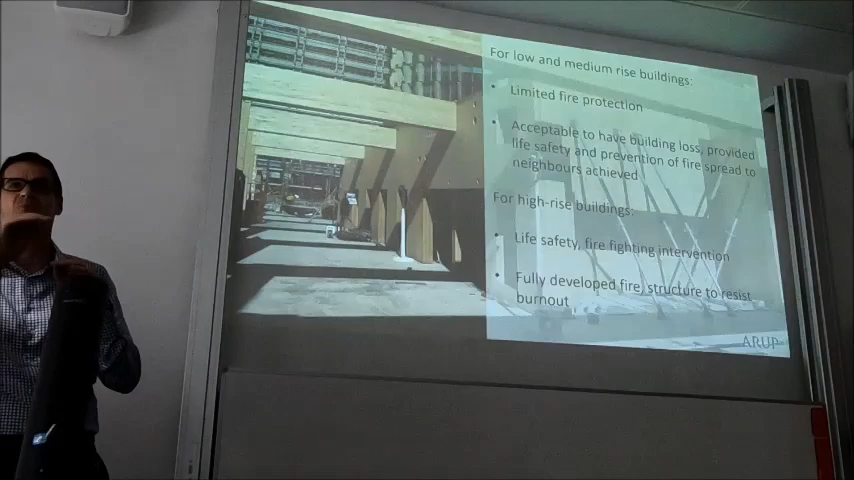 For low and medium rise buildings:
• Limited fire protection
• Acceptable to have building loss, provided
life safety and prevention of fire spread to
neighbours achieved
For high-rise buildings:
• Life safety, fire fighting intervention
• Fully developed fire, structure to resist
burnout
ARUP